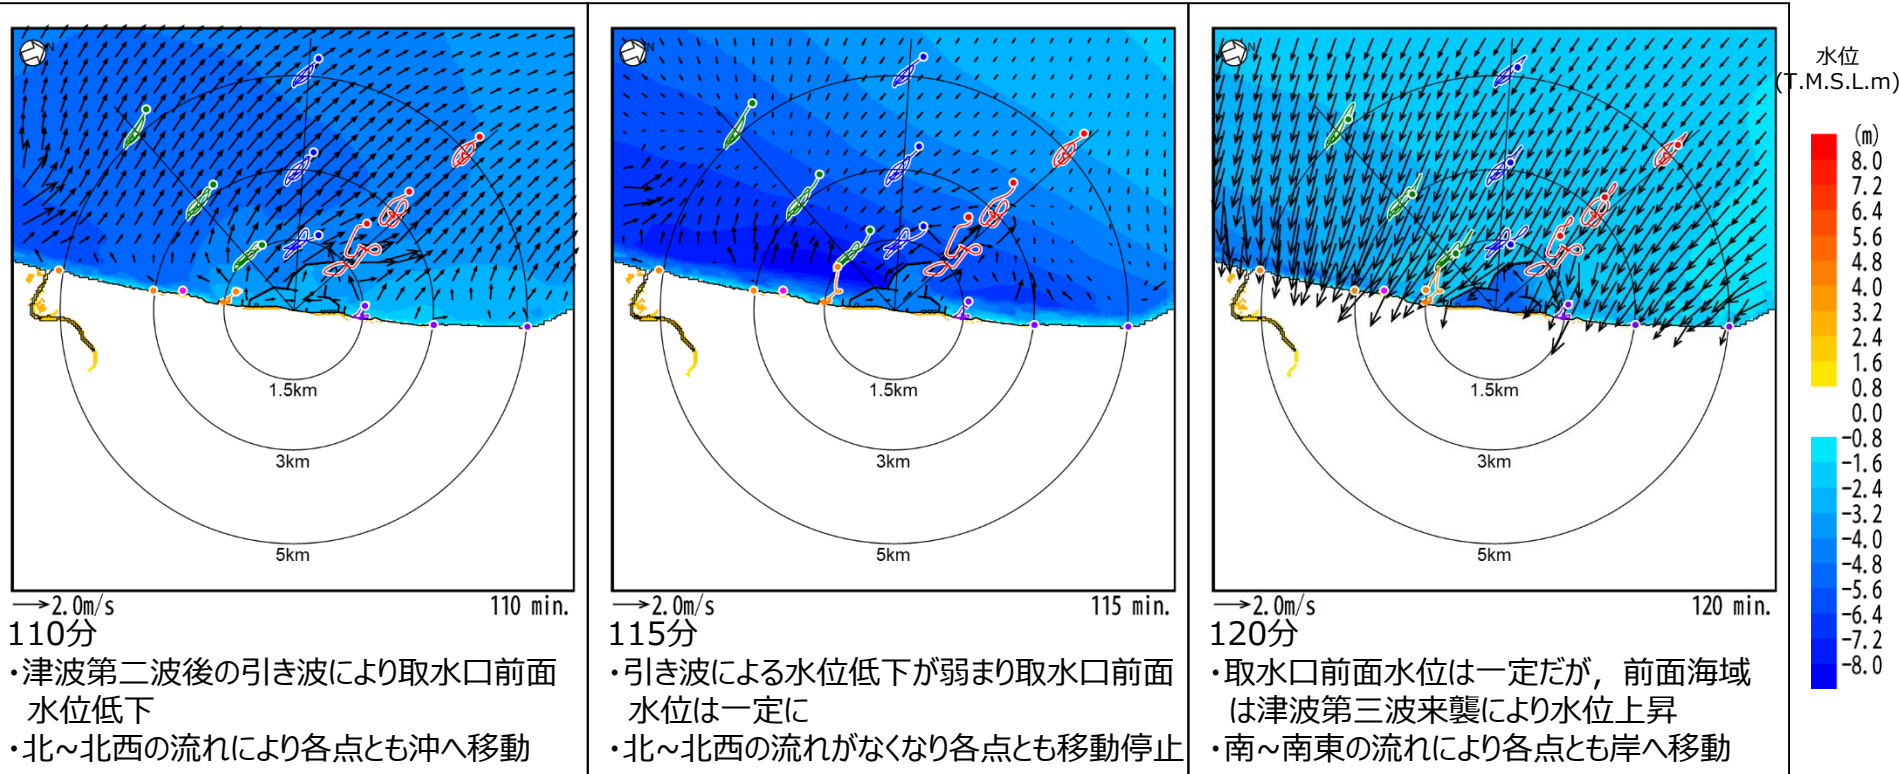 N
1.5km
3km
5km
2.0m/s
110 min.
110分
・津波第二波後の引き波により取水口前面
水位低下
・北~北西の流れにより各点とも沖へ移動
N
1.5km
3km
5km
2.0m/s
115 min.
115分
・引き波による水位低下が弱まり取水口前面
水位は一定に
・北~北西の流れがなくなり各点とも移動停止
N
1.5km
3km
5km
2.0m/s
120 min.
120分
・取水口前面水位は一定だが，前面海域
は津波第三波来襲により水位上昇
・南~南東の流れにより各点とも岸へ移動
水位
(T.M.S.L.m)
(m)
8.0
7.2
6.4
5.6
4.8
4.0
3.2
2.4
1.6
0.8
0.0
-0.8
-1.6
-2.4
-3.2
-4.0
-4.8
-5.6
-6.4
-7.2
-8.0